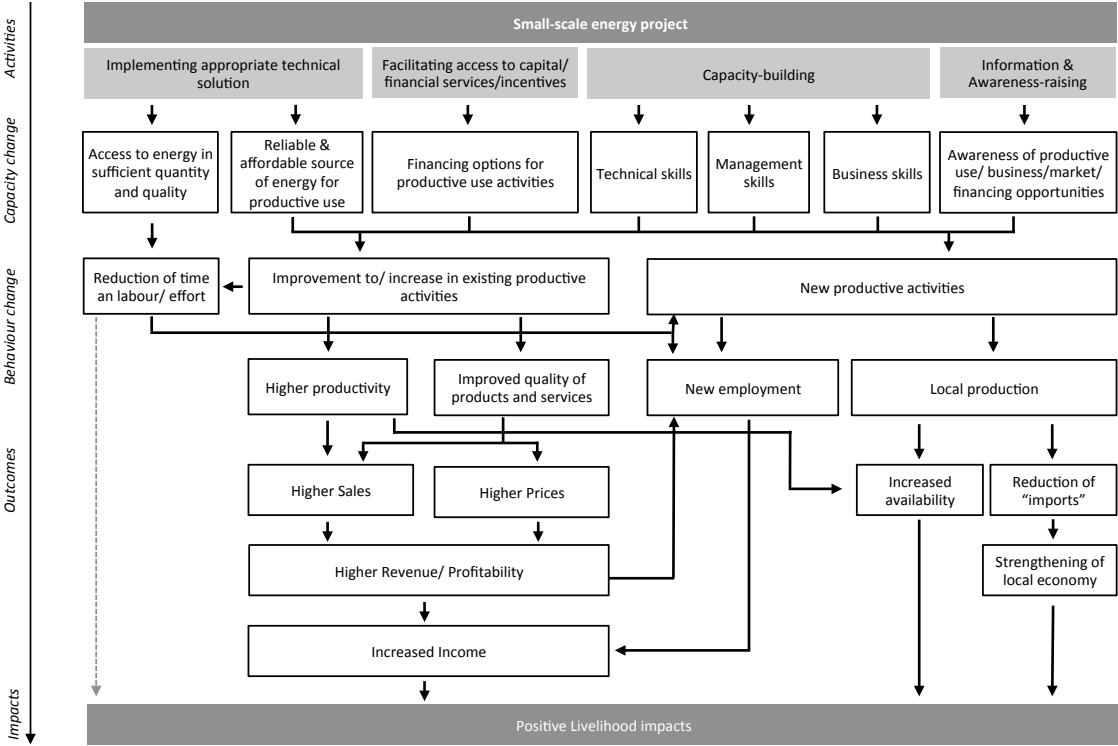 Activities
Small-scale energy project
Implementing appropriate technical
solution
Facilitating access to capital/
financial services/incentives
Capacity-building
Information &
Awareness-raising
Capacity change
Access to energy in
sufficient quantity
and quality
Reliable &
affordable source
of energy for
productive use
Financing options for
productive use activities
Technical skills
Management
skills
Business skills
Awareness of productive
use/ business/market/
financing opportunities
Behaviour change
Reduction of time
an labour/ effort
Improvement to/ increase in existing productive
activities
New productive activities
Higher productivity
Improved quality of
products and services
New employment
Local production
Outcomes
Higher Sales
Higher Prices
Increased
availability
Reduction of
“imports”
Higher Revenue/ Profitability
Strengthening of
local economy
Increased Income
Impacts
Positive Livelihood impacts